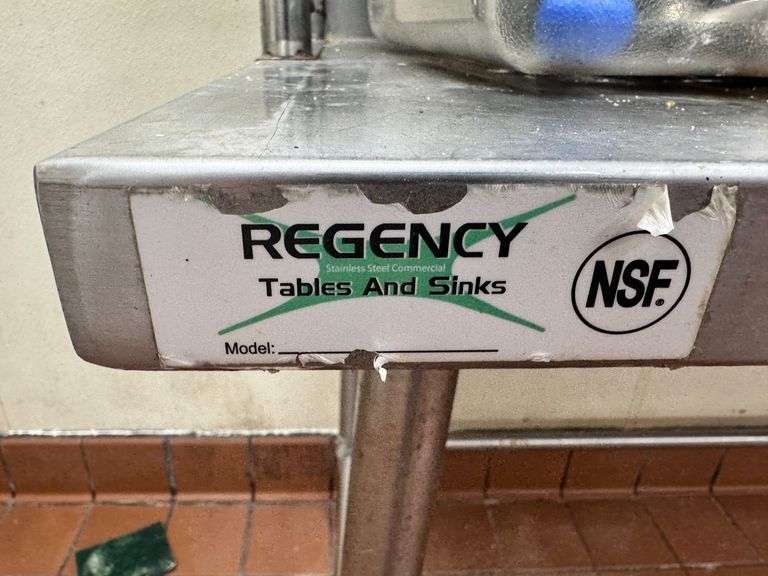 REGENCY
Stainless Steel Commercial
Tables And Sinks
NSF®
Model: